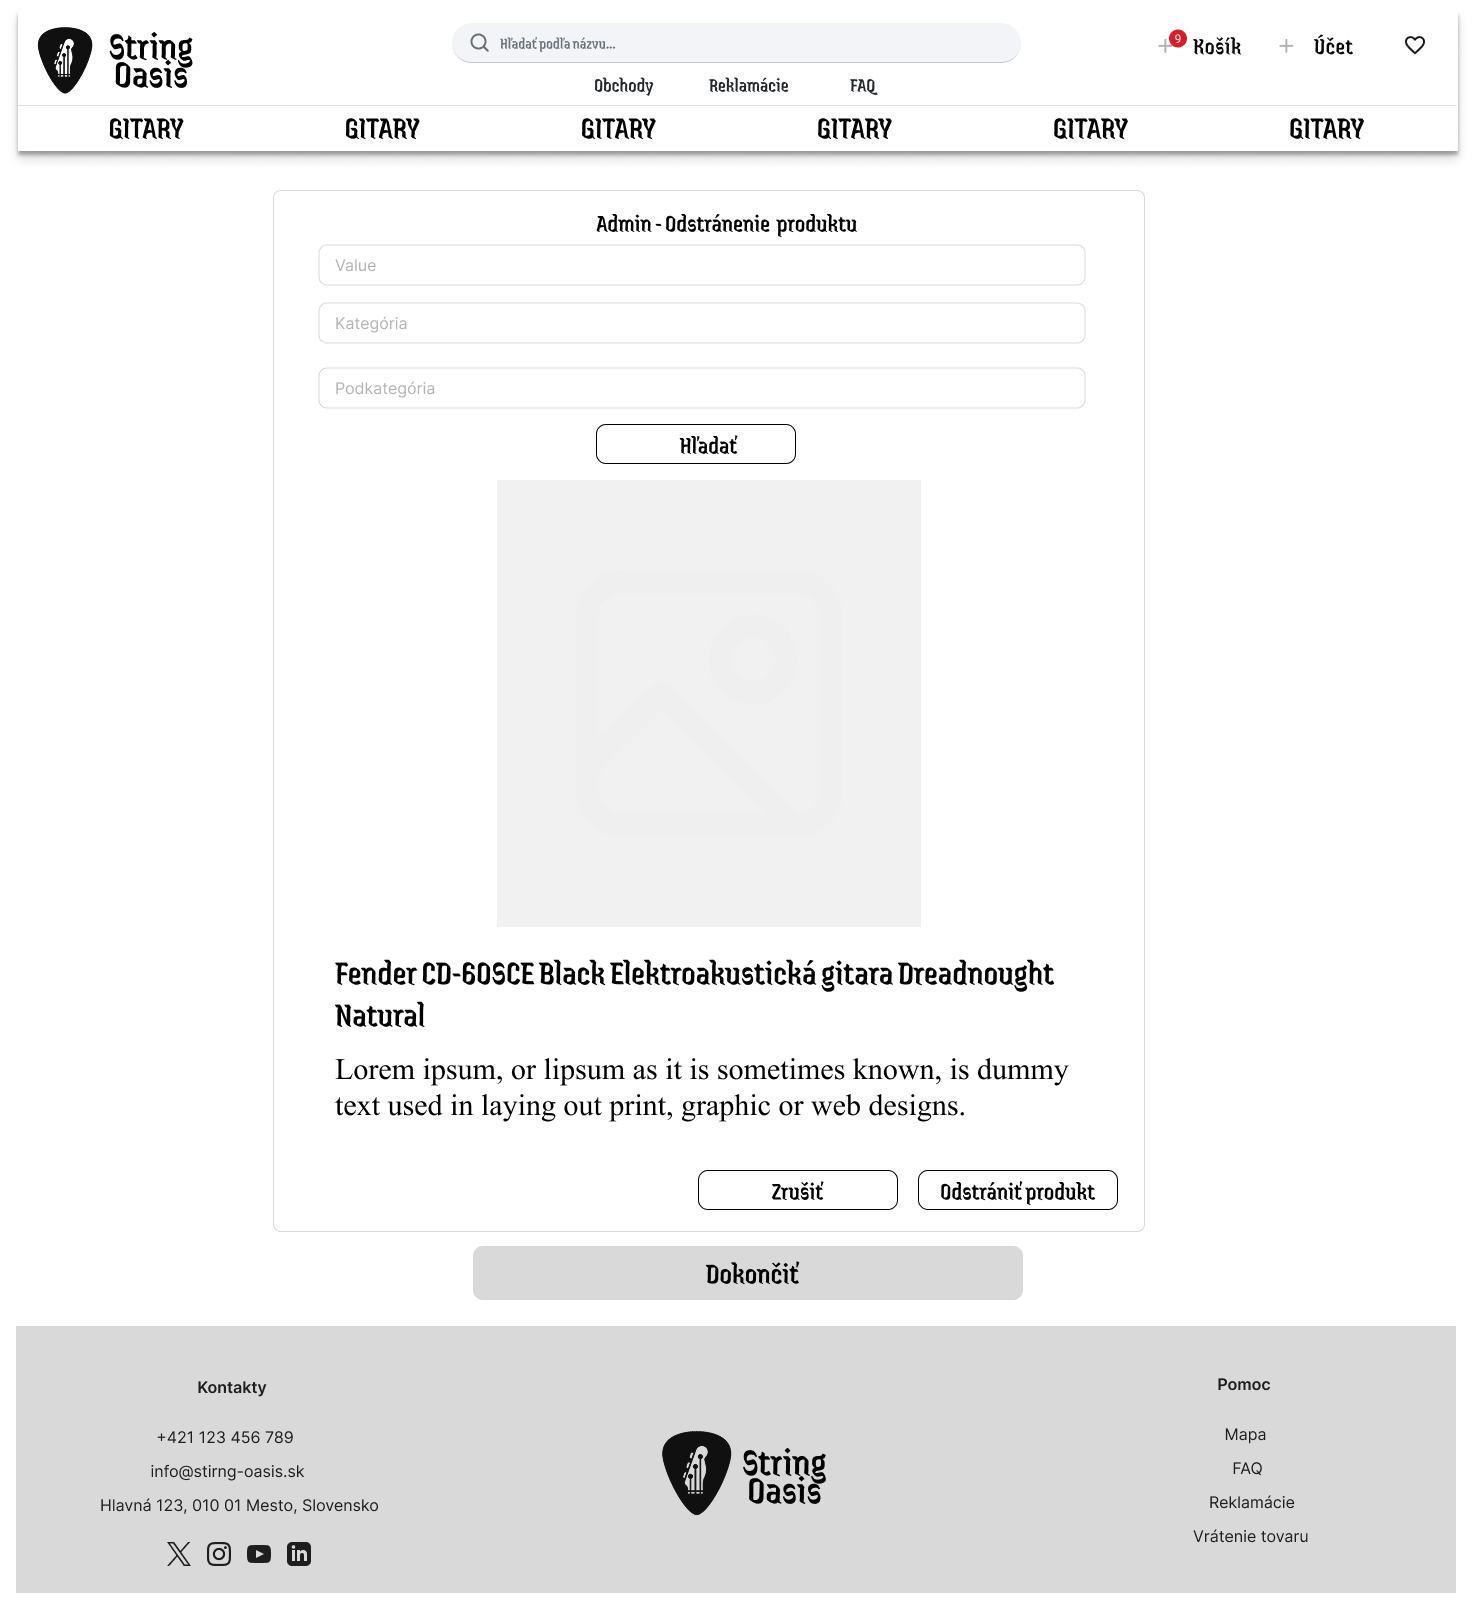 String
Oasis
Hľadať podľa názvu...
9
Košík
Účet
Obchody
Reklamácie
FAQ
GITARY
GITARY
GITARY
GITARY
GITARY
GITARY
Admin - Odstránenie produktu
Value
Kategória
Podkategória
Hľadať
Fender CD-60SCE Black Elektroakustická gitara Dreadnought
Natural
Lorem ipsum, or lipsum as it is sometimes known, is dummy
text used in laying out print, graphic or web designs.
Zrušiť
Odstrániť produkt
Dokončiť
Kontakty
+421 123 456 789
info@stirng-oasis.sk
Hlavná 123, 010 01 Mesto, Slovensko
String
Oasis
Pomoc
Mapa
FAQ
Reklamácie
Vrátenie tovaru